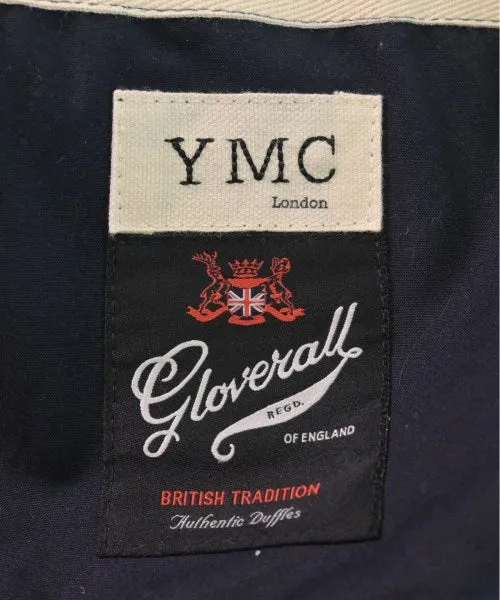 YMC
London
Gloverall
REGD.
OF ENGLAND
BRITISH TRADITION
Authentic Duffles